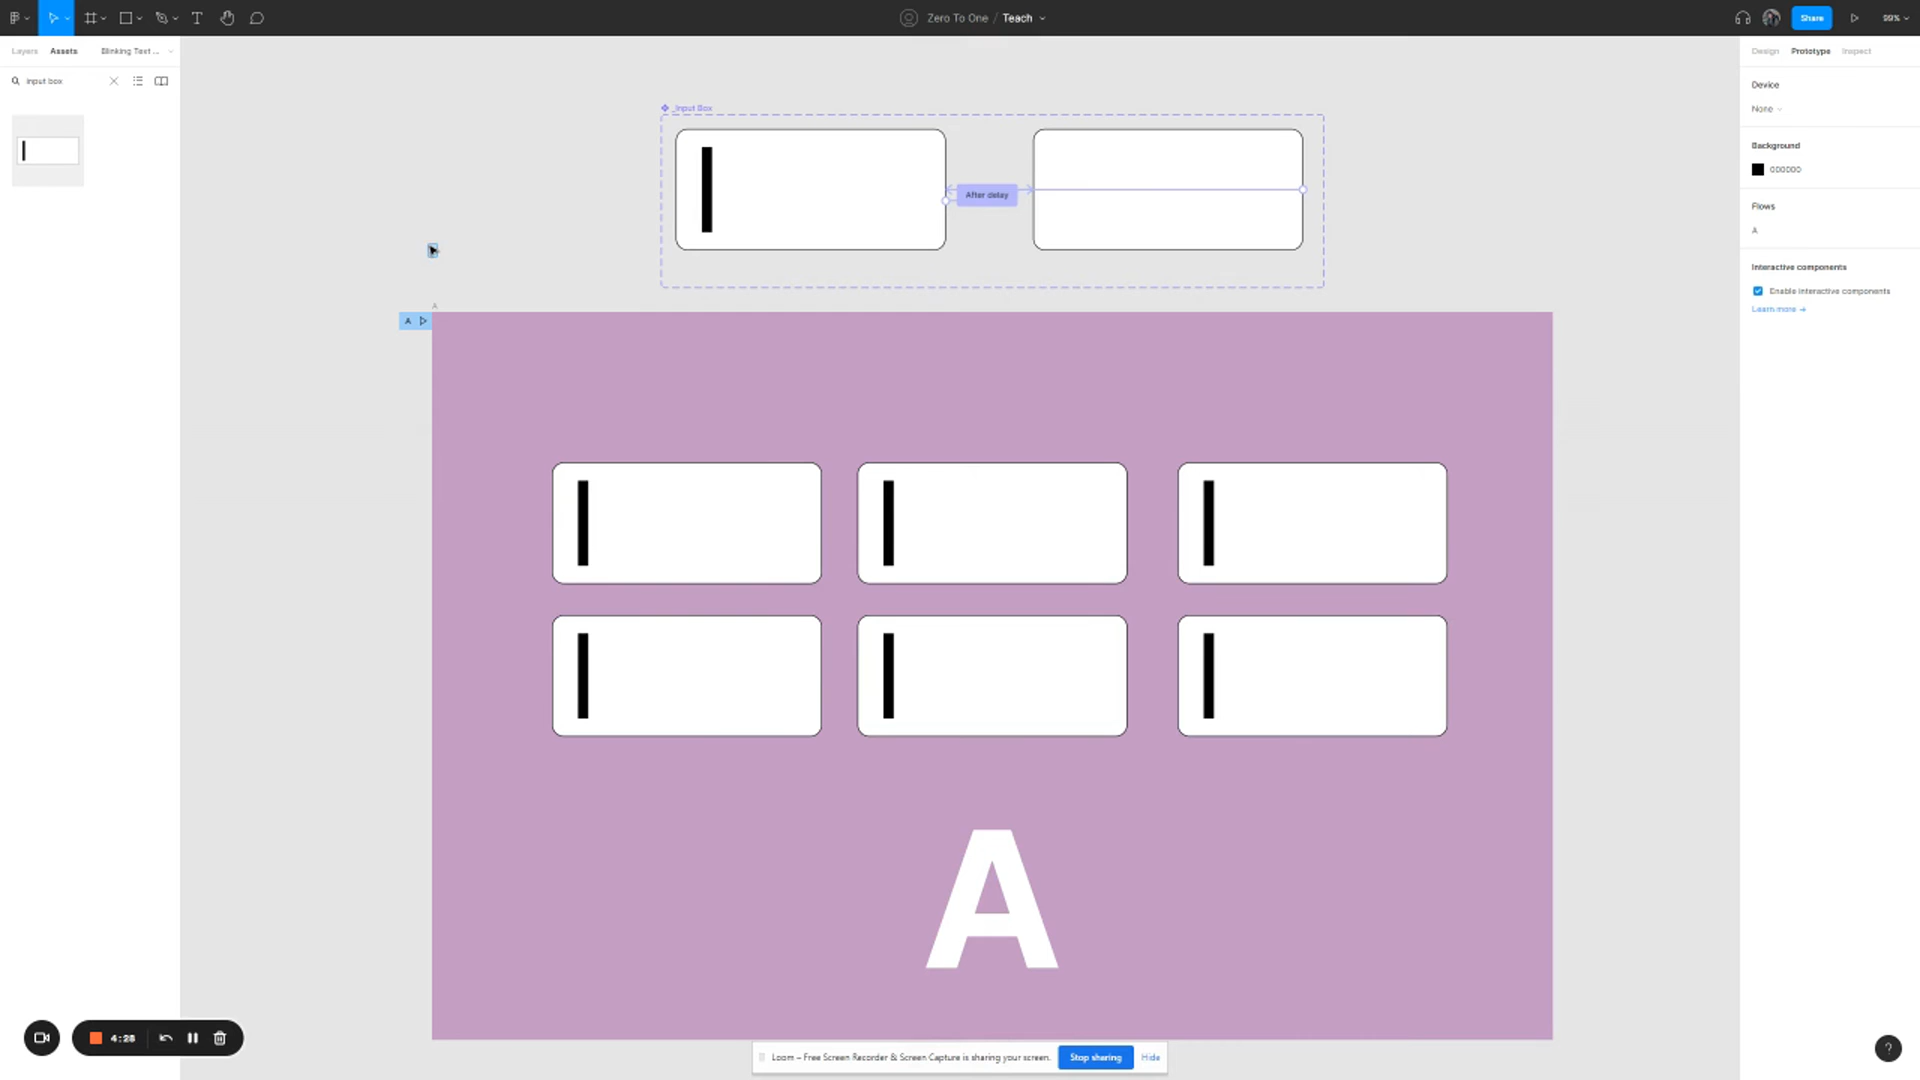 Zero To One / Teach
Share
99%
Layers
Assets
Blinking Text ...
Design
Prototype
Inspect
input box
Device
None
_Input Box
Background
000000
After delay
Flows
A
Interactive components
Enable interactive components
Learn more →
A
A
A
4:28
Loom – Free Screen Recorder & Screen Capture is sharing your screen.
Stop sharing
Hide
?